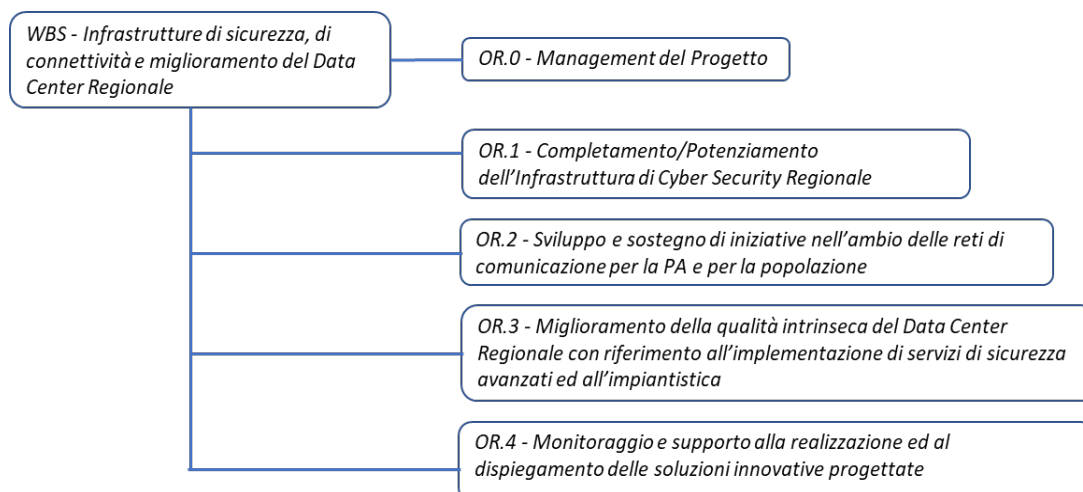 WBS - Infrastrutture di sicurezza, di
connettività e miglioramento del Data
Center Regionale
OR.0 - Management del Progetto
OR.1 - Completamento/Potenziamento
dell'Infrastruttura di Cyber Security Regionale
OR.2 - Sviluppo e sostegno di iniziative nell'ambio delle reti di
comunicazione per la PA e per la popolazione
OR.3 - Miglioramento della qualità intrinseca del Data Center
Regionale con riferimento all'implementazione di servizi di sicurezza
avanzati ed all'impiantistica
OR.4 - Monitoraggio e supporto alla realizzazione ed al
dispiegamento delle soluzioni innovative progettate